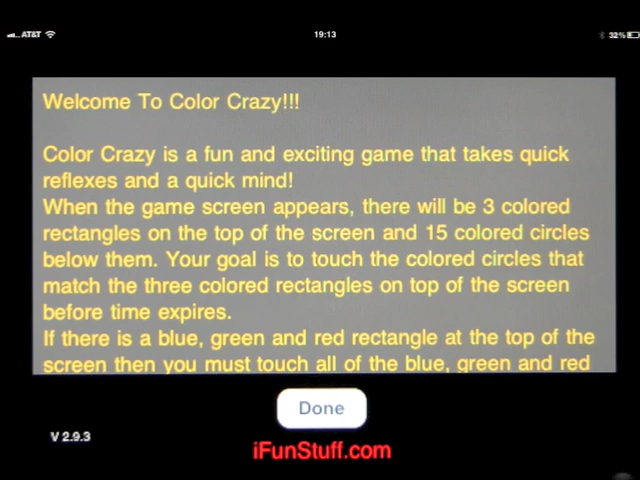 AT&T 19:13 32%
Welcome To Color Crazy!!!
Color Crazy is a fun and exciting game that takes quick
reflexes and a quick mind!
When the game screen appears, there will be 3 colored
rectangles on the top of the screen and 15 colored circles
below them. Your goal is to touch the colored circles that
match the three colored rectangles on top of the screen
before time expires.
If there is a blue, green and red rectangle at the top of the
screen then you must touch all of the blue, green and red
Done
V 2.9.3
iFunStuff.com